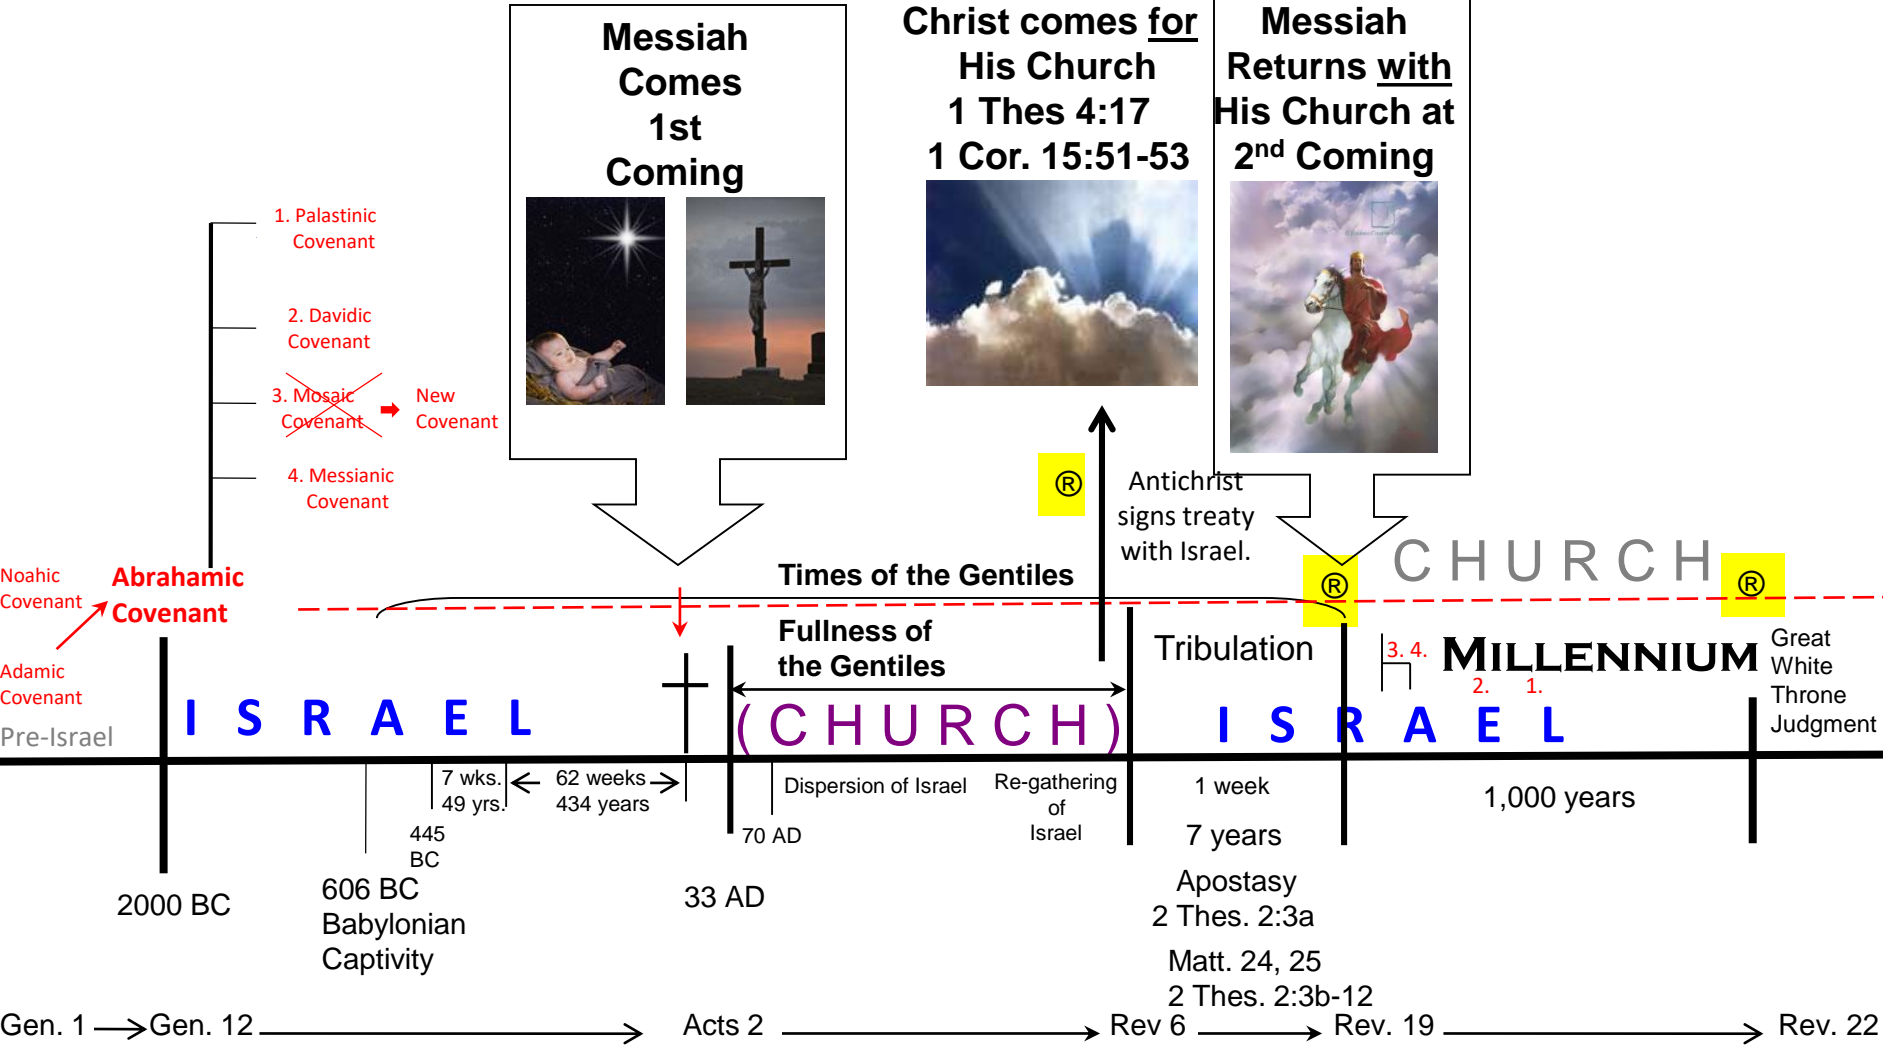 Messiah
Comes
1st
Coming
Christ comes for
His Church
1 Thes 4:17
1 Cor. 15:51-53
Messiah
Returns with
His Church at
2nd Coming
1. Palastinic
Covenant
2. Davidic
Covenant
3. Mosaic
Covenant
New
Covenant
4. Messianic
Covenant
®
Antichrist
signs treaty
with Israel.
Noahic
Covenant
Abrahamic
Covenant
Adamic
Covenant
Pre-Israel
Times of the Gentiles
Fullness of
the Gentiles
®
CHURCH
®
Tribulation
3. 4.
MILLENNIUM
2. 1.
Great
White
Throne
Judgment
ISRAEL
(CHURCH)
ISRAEL
7 wks.
49 yrs.
62 weeks
434 years
445
BC
70 AD
Dispersion of Israel
Re-gathering
of
Israel
1 week
7 years
1,000 years
2000 BC
606 BC
Babylonian
Captivity
33 AD
Apostasy
2 Thes. 2:3a
Matt. 24, 25
2 Thes. 2:3b-12
Gen. 1
Gen. 12
Acts 2
Rev 6
Rev. 19
Rev. 22